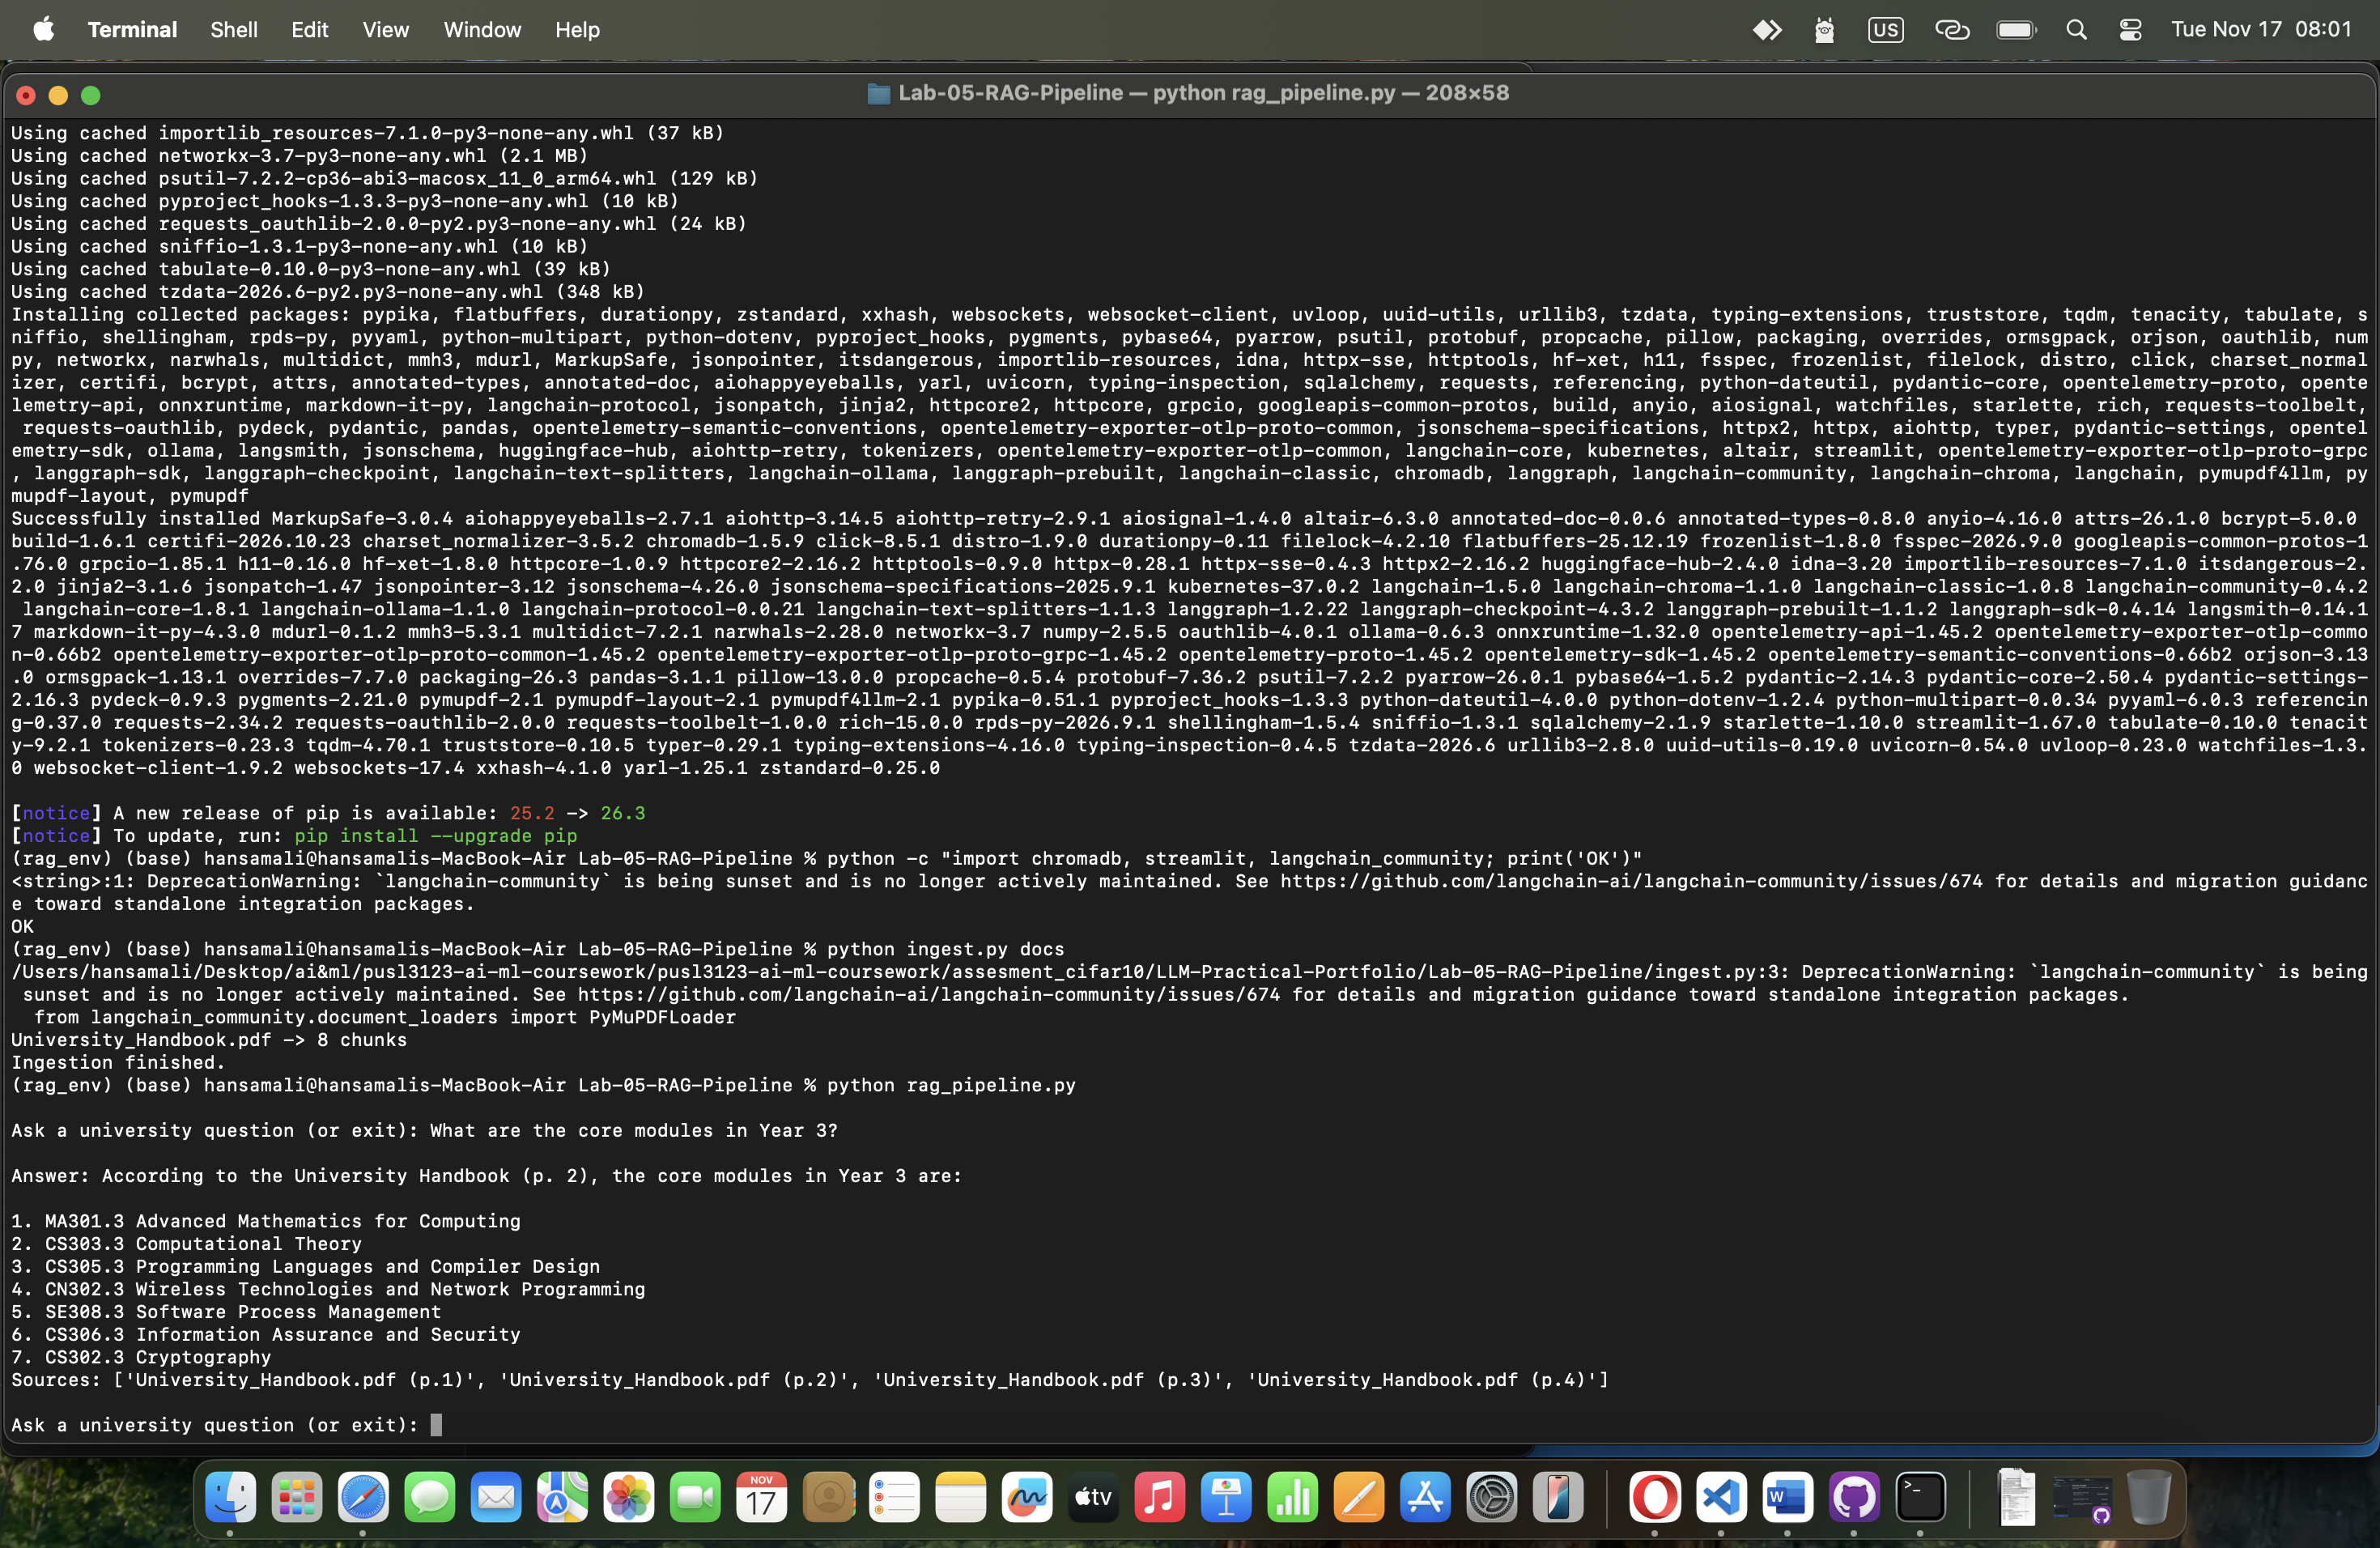 Terminal Shell Edit View Window Help US Tue Nov 17 08:01
Lab-05-RAG-Pipeline — python rag_pipeline.py — 208×58
Using cached importlib_resources-7.1.0-py3-none-any.whl (37 kB)
Using cached networkx-3.7-py3-none-any.whl (2.1 MB)
Using cached psutil-7.2.2-cp36-abi3-macosx_11_0_arm64.whl (129 kB)
Using cached pyproject_hooks-1.3.3-py3-none-any.whl (10 kB)
Using cached requests_oauthlib-2.0.0-py2.py3-none-any.whl (24 kB)
Using cached sniffio-1.3.1-py3-none-any.whl (10 kB)
Using cached tabulate-0.10.0-py3-none-any.whl (39 kB)
Using cached tzdata-2026.6-py2.py3-none-any.whl (348 kB)
Installing collected packages: pypika, flatbuffers, durationpy, zstandard, xxhash, websockets, websocket-client, uvloop, uuid-utils, urllib3, tzdata, typing-extensions, truststore, tqdm, tenacity, tabulate, s
niffio, shellingham, rpds-py, pyyaml, python-multipart, python-dotenv, pyproject_hooks, pygments, pybase64, pyarrow, psutil, protobuf, propcache, pillow, packaging, overrides, ormsgpack, orjson, oauthlib, num
py, networkx, narwhals, multidict, mmh3, mdurl, MarkupSafe, jsonpointer, itsdangerous, importlib-resources, idna, httpx-sse, httptools, hf-xet, h11, fsspec, frozenlist, filelock, distro, click, charset_normal
izer, certifi, bcrypt, attrs, annotated-types, annotated-doc, aiohappyeyeballs, yarl, uvicorn, typing-inspection, sqlalchemy, requests, referencing, python-dateutil, pydantic-core, opentelemetry-proto, opente
lemetry-api, onnxruntime, markdown-it-py, langchain-protocol, jsonpatch, jinja2, httpcore2, httpcore, grpcio, googleapis-common-protos, build, anyio, aiosignal, watchfiles, starlette, rich, requests-toolbelt,
requests-oauthlib, pydeck, pydantic, pandas, opentelemetry-semantic-conventions, opentelemetry-exporter-otlp-proto-common, jsonschema-specifications, httpx2, httpx, aiohttp, typer, pydantic-settings, opentel
emetry-sdk, ollama, langsmith, jsonschema, huggingface-hub, aiohttp-retry, tokenizers, opentelemetry-exporter-otlp-common, langchain-core, kubernetes, altair, streamlit, opentelemetry-exporter-otlp-proto-grpc
, langgraph-sdk, langgraph-checkpoint, langchain-text-splitters, langchain-ollama, langgraph-prebuilt, langchain-classic, chromadb, langgraph, langchain-community, langchain-chroma, langchain, pymupdf4llm, py
mupdf-layout, pymupdf
Successfully installed MarkupSafe-3.0.4 aiohappyeyeballs-2.7.1 aiohttp-3.14.5 aiohttp-retry-2.9.1 aiosignal-1.4.0 altair-6.3.0 annotated-doc-0.0.6 annotated-types-0.8.0 anyio-4.16.0 attrs-26.1.0 bcrypt-5.0.0
build-1.6.1 certifi-2026.10.23 charset_normalizer-3.5.2 chromadb-1.5.9 click-8.5.1 distro-1.9.0 durationpy-0.11 filelock-4.2.10 flatbuffers-25.12.19 frozenlist-1.8.0 fsspec-2026.9.0 googleapis-common-protos-1
.76.0 grpcio-1.85.1 h11-0.16.0 hf-xet-1.8.0 httpcore-1.0.9 httpcore2-2.16.2 httptools-0.9.0 httpx-0.28.1 httpx-sse-0.4.3 httpx2-2.16.2 huggingface-hub-2.4.0 idna-3.20 importlib-resources-7.1.0 itsdangerous-2.
2.0 jinja2-3.1.6 jsonpatch-1.47 jsonpointer-3.12 jsonschema-4.26.0 jsonschema-specifications-2025.9.1 kubernetes-37.0.2 langchain-1.5.0 langchain-chroma-1.1.0 langchain-classic-1.0.8 langchain-community-0.4.2
langchain-core-1.8.1 langchain-ollama-1.1.0 langchain-protocol-0.0.21 langchain-text-splitters-1.1.3 langgraph-1.2.22 langgraph-checkpoint-4.3.2 langgraph-prebuilt-1.1.2 langgraph-sdk-0.4.14 langsmith-0.14.1
7 markdown-it-py-4.3.0 mdurl-0.1.2 mmh3-5.3.1 multidict-7.2.1 narwhals-2.28.0 networkx-3.7 numpy-2.5.5 oauthlib-4.0.1 ollama-0.6.3 onnxruntime-1.32.0 opentelemetry-api-1.45.2 opentelemetry-exporter-otlp-commo
n-0.66b2 opentelemetry-exporter-otlp-proto-common-1.45.2 opentelemetry-exporter-otlp-proto-grpc-1.45.2 opentelemetry-proto-1.45.2 opentelemetry-sdk-1.45.2 opentelemetry-semantic-conventions-0.66b2 orjson-3.13
.0 ormsgpack-1.13.1 overrides-7.7.0 packaging-26.3 pandas-3.1.1 pillow-13.0.0 propcache-0.5.4 protobuf-7.36.2 psutil-7.2.2 pyarrow-26.0.1 pybase64-1.5.2 pydantic-2.14.3 pydantic-core-2.50.4 pydantic-settings-
2.16.3 pydeck-0.9.3 pygments-2.21.0 pymupdf-2.1 pymupdf-layout-2.1 pymupdf4llm-2.1 pypika-0.51.1 pyproject_hooks-1.3.3 python-dateutil-4.0.0 python-dotenv-1.2.4 python-multipart-0.0.34 pyyaml-6.0.3 referencin
g-0.37.0 requests-2.34.2 requests-oauthlib-2.0.0 requests-toolbelt-1.0.0 rich-15.0.0 rpds-py-2026.9.1 shellingham-1.5.4 sniffio-1.3.1 sqlalchemy-2.1.9 starlette-1.10.0 streamlit-1.67.0 tabulate-0.10.0 tenacit
y-9.2.1 tokenizers-0.23.3 tqdm-4.70.1 truststore-0.10.5 typer-0.29.1 typing-extensions-4.16.0 typing-inspection-0.4.5 tzdata-2026.6 urllib3-2.8.0 uuid-utils-0.19.0 uvicorn-0.54.0 uvloop-0.23.0 watchfiles-1.3.
0 websocket-client-1.9.2 websockets-17.4 xxhash-4.1.0 yarl-1.25.1 zstandard-0.25.0
[notice] A new release of pip is available: 25.2 -> 26.3
[notice] To update, run: pip install --upgrade pip
(rag_env) (base) hansamali@hansamalis-MacBook-Air Lab-05-RAG-Pipeline % python -c "import chromadb, streamlit, langchain_community; print('OK')"
<string>:1: DeprecationWarning: `langchain-community` is being sunset and is no longer actively maintained. See https://github.com/langchain-ai/langchain-community/issues/674 for details and migration guidanc
e toward standalone integration packages.
OK
(rag_env) (base) hansamali@hansamalis-MacBook-Air Lab-05-RAG-Pipeline % python ingest.py docs
/Users/hansamali/Desktop/ai&ml/pusl3123-ai-ml-coursework/pusl3123-ai-ml-coursework/assesment_cifar10/LLM-Practical-Portfolio/Lab-05-RAG-Pipeline/ingest.py:3: DeprecationWarning: `langchain-community` is being
sunset and is no longer actively maintained. See https://github.com/langchain-ai/langchain-community/issues/674 for details and migration guidance toward standalone integration packages.
from langchain_community.document_loaders import PyMuPDFLoader
University_Handbook.pdf -> 8 chunks
Ingestion finished.
(rag_env) (base) hansamali@hansamalis-MacBook-Air Lab-05-RAG-Pipeline % python rag_pipeline.py
Ask a university question (or exit): What are the core modules in Year 3?
Answer: According to the University Handbook (p. 2), the core modules in Year 3 are:
1. MA301.3 Advanced Mathematics for Computing
2. CS303.3 Computational Theory
3. CS305.3 Programming Languages and Compiler Design
4. CN302.3 Wireless Technologies and Network Programming
5. SE308.3 Software Process Management
6. CS306.3 Information Assurance and Security
7. CS302.3 Cryptography
Sources: ['University_Handbook.pdf (p.1)', 'University_Handbook.pdf (p.2)', 'University_Handbook.pdf (p.3)', 'University_Handbook.pdf (p.4)']
Ask a university question (or exit):
NOV
17
tv
W
>_